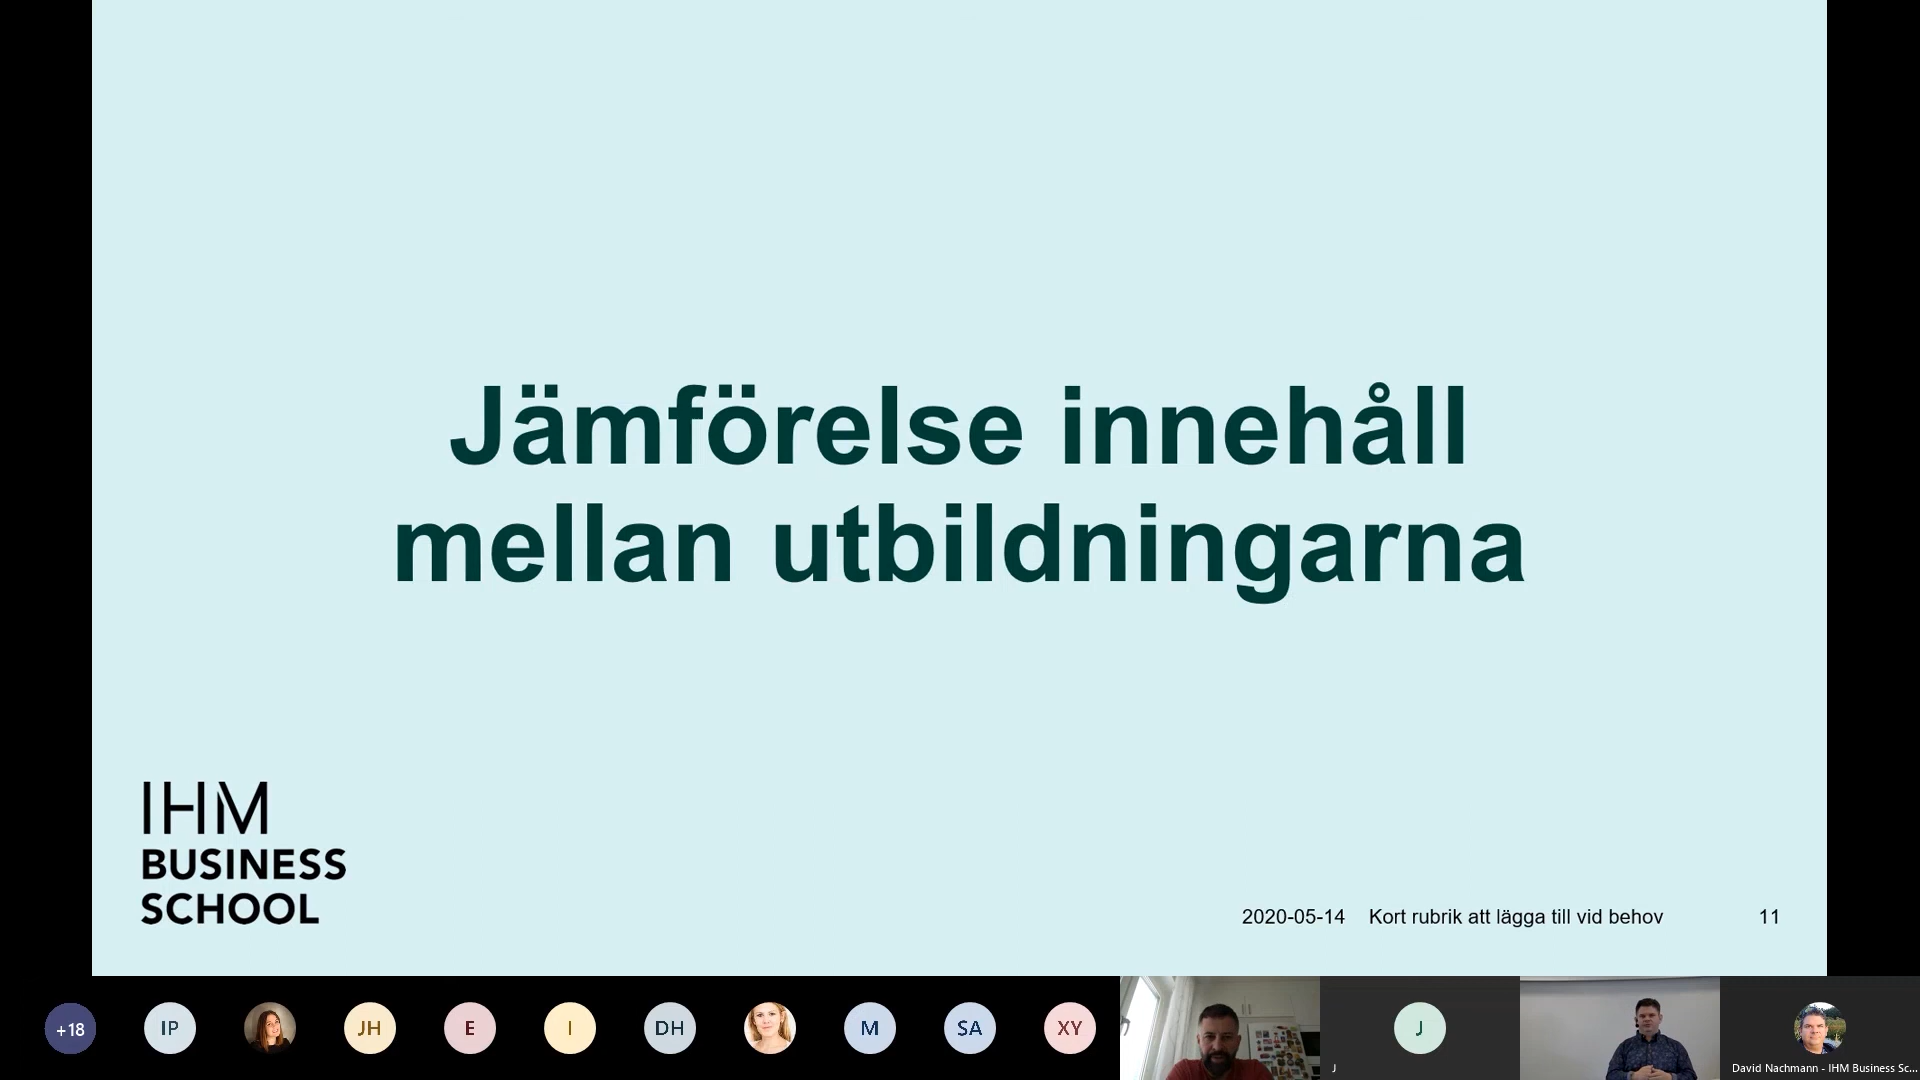 Jämförelse innehåll
mellan utbildningarna
IHM
BUSINESS
SCHOOL
2020-05-14 Kort rubrik att lägga till vid behov 11
+18 IP JH E I DH M SA XY J
J
David Nachmann - IHM Business Sc...